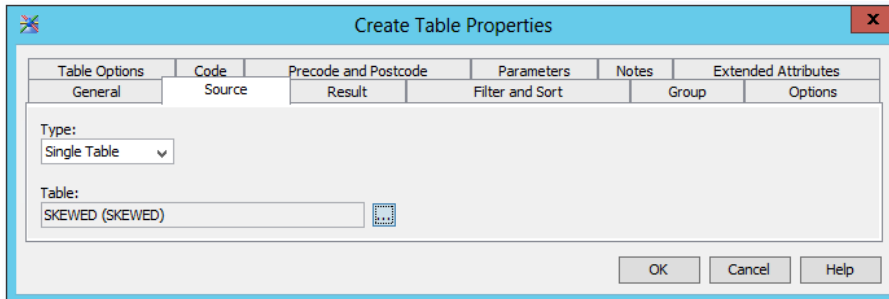 Create Table Properties
x
Table Options Code Precode and Postcode Parameters Notes Extended Attributes
General Source Result Filter and Sort Group Options
Type:
Single Table
Table:
SKEWED (SKEWED)
...
OK Cancel Help